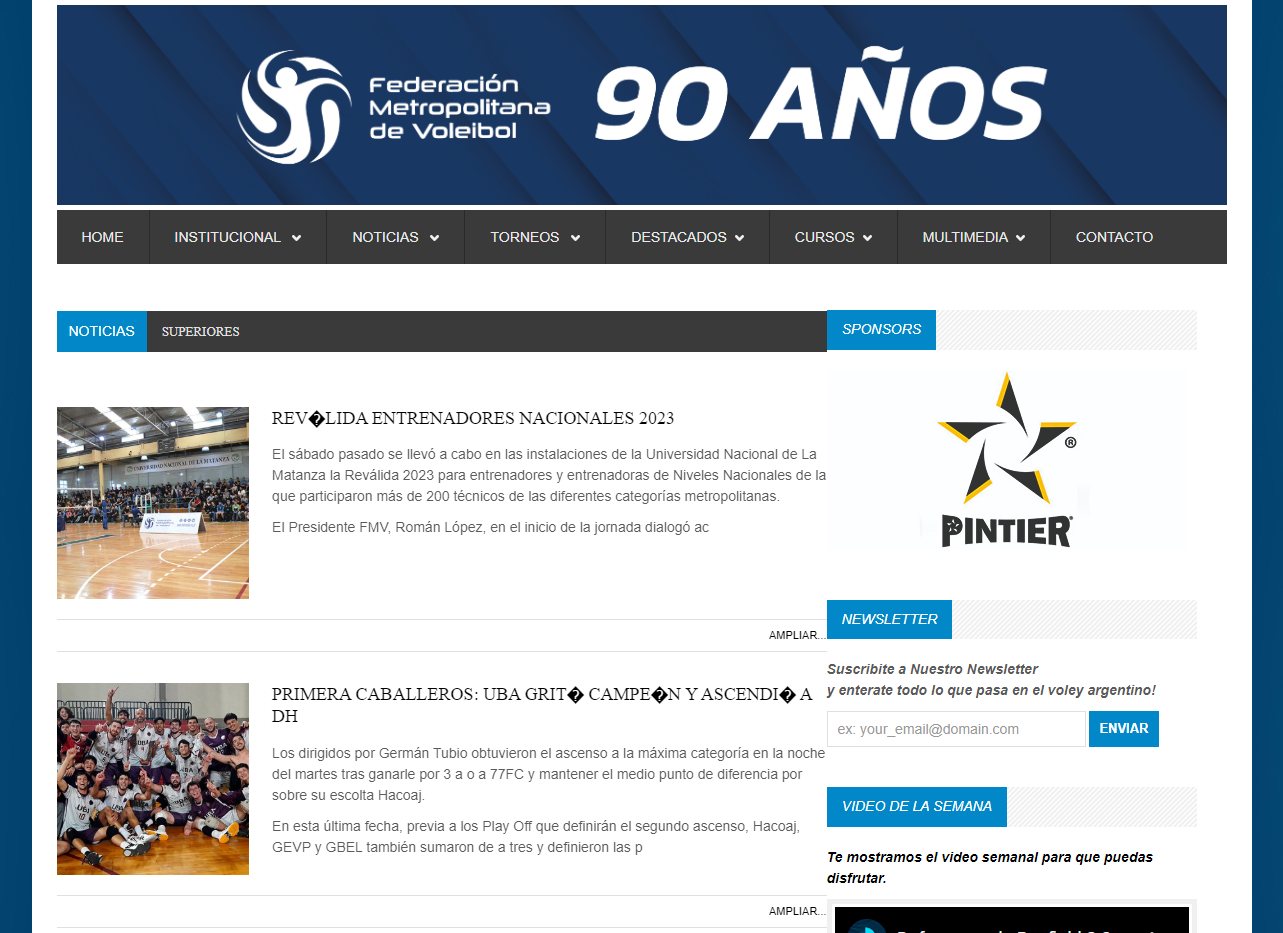 Federación
Metropolitana
de Voleibol
90 AÑOS
HOME INSTITUCIONAL NOTICIAS TORNEOS DESTACADOS CURSOS MULTIMEDIA CONTACTO
NOTICIAS SUPERIORES
REV�LIDA ENTRENADORES NACIONALES 2023
El sábado pasado se llevó a cabo en las instalaciones de la Universidad Nacional de La
Matanza la Reválida 2023 para entrenadores y entrenadoras de Niveles Nacionales de la
que participaron más de 200 técnicos de las diferentes categorías metropolitanas.
El Presidente FMV, Román López, en el inicio de la jornada dialogó ac
UNIVERSIDAD NACIONAL DE LA MATANZA
AMPLIAR...
PRIMERA CABALLEROS: UBA GRIT� CAMPE�N Y ASCENDI� A
DH
Los dirigidos por Germán Tubio obtuvieron el ascenso a la máxima categoría en la noche
del martes tras ganarle por 3 a o a 77FC y mantener el medio punto de diferencia por
sobre su escolta Hacoaj.
En esta última fecha, previa a los Play Off que definirán el segundo ascenso, Hacoaj,
GEVP y GBEL también sumaron de a tres y definieron las p
UBA
UBA
AMPLIAR...
SPONSORS
®
PINTIER
NEWSLETTER
Suscribite a Nuestro Newsletter
y enterate todo lo que pasa en el voley argentino!
ex: your_email@domain.com ENVIAR
VIDEO DE LA SEMANA
Te mostramos el video semanal para que puedas
disfrutar.